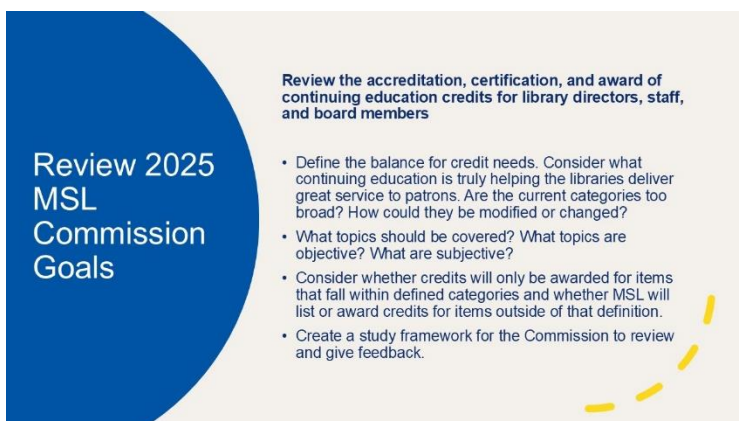 Review 2025
MSL
Commission
Goals
Review the accreditation, certification, and award of
continuing education credits for library directors, staff,
and board members
• Define the balance for credit needs. Consider what
continuing education is truly helping the libraries deliver
great service to patrons. Are the current categories too
broad? How could they be modified or changed?
• What topics should be covered? What topics are
objective? What are subjective?
• Consider whether credits will only be awarded for items
that fall within defined categories and whether MSL will
list or award credits for items outside of that definition.
• Create a study framework for the Commission to review
and give feedback.